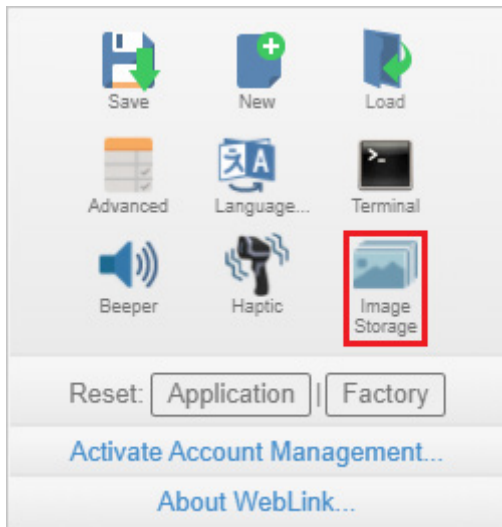 Save New Load
Advanced Language... Terminal
Beeper Haptic Image
Storage
Reset: Application | Factory
Activate Account Management...
About WebLink...